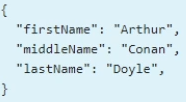 {
  "firstName": "Arthur",
  "middleName": "Conan",
  "lastName": "Doyle",
}